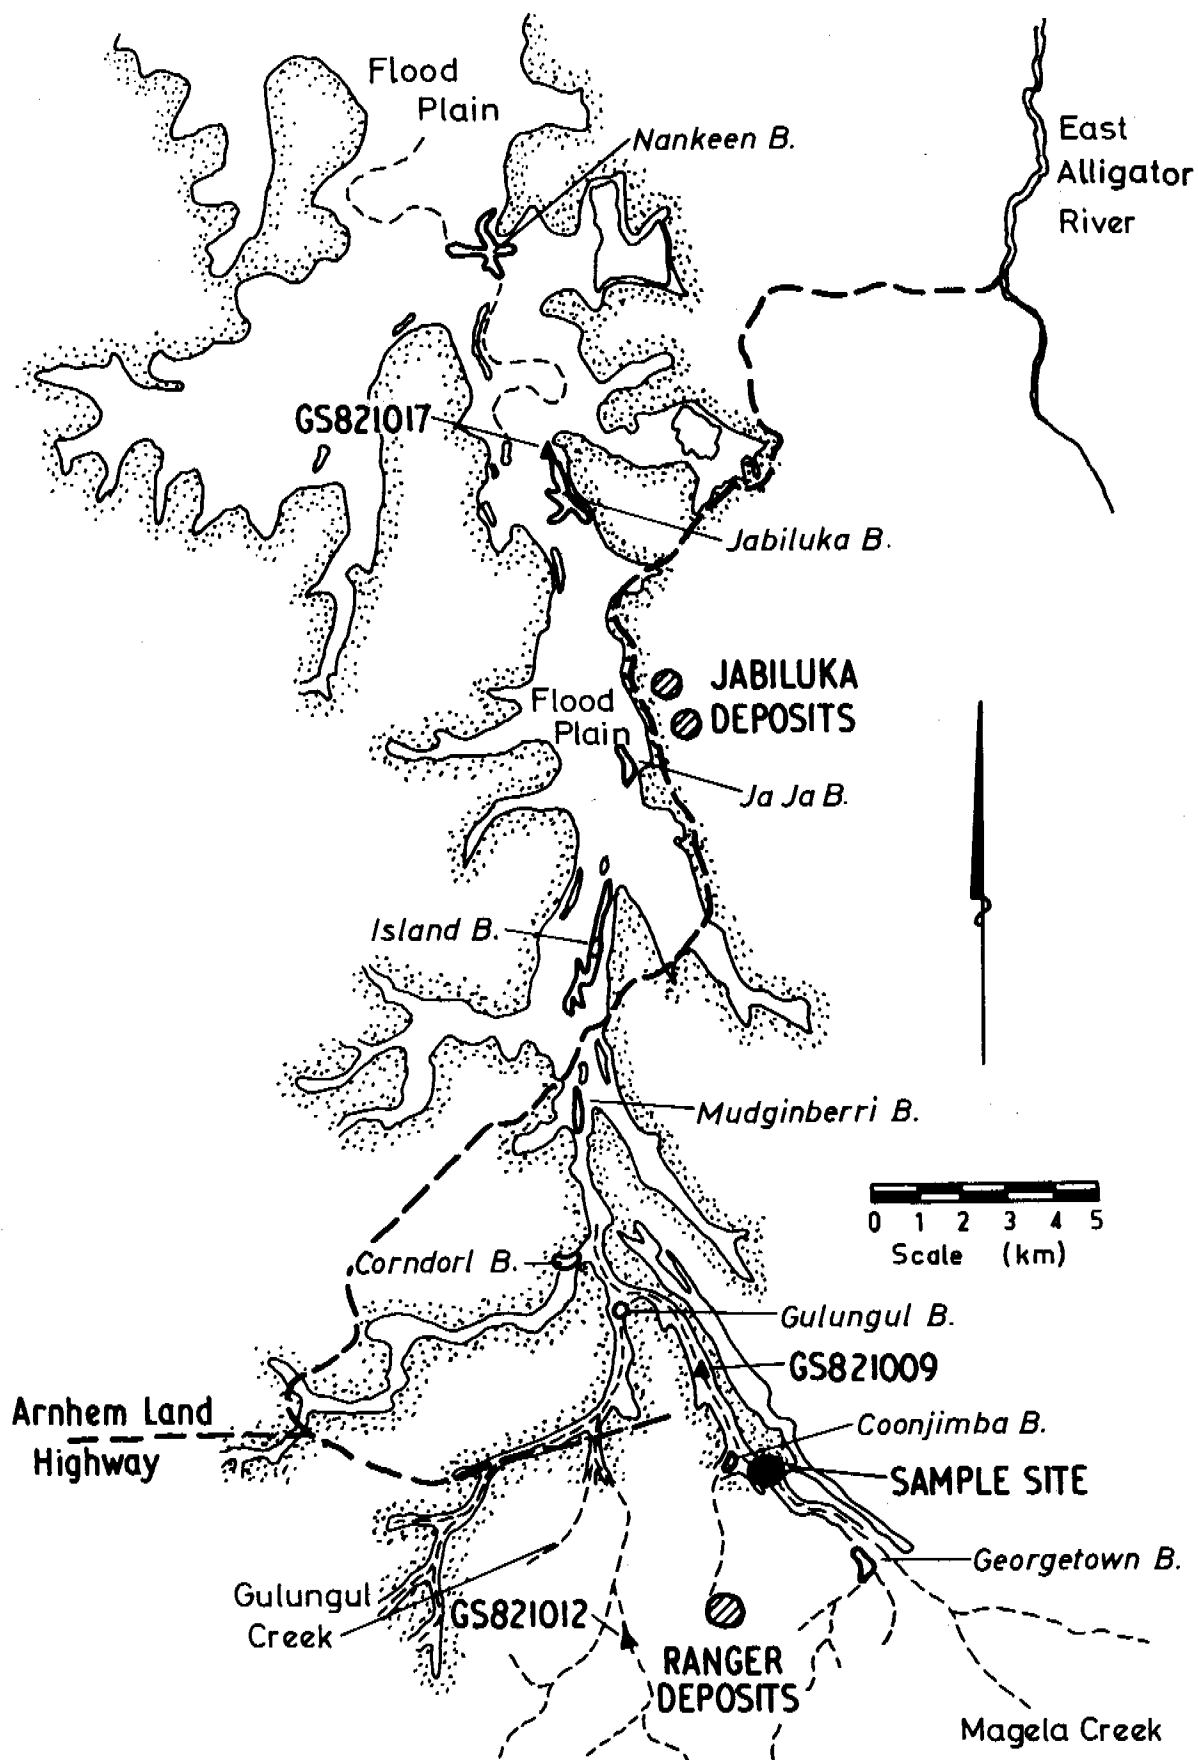 Flood
Plain
Nankeen B.
East
Alligator
River
GS821017
Jabiluka B.
JABILUKA
DEPOSITS
Flood
Plain
Ja Ja B.
Island B.
Mudginberri B.
0 1 2 3 4 5
Scale (km)
Corndorl B.
Gulungul B.
GS821009
Arnhem Land
Highway
Coonjimba B.
SAMPLE SITE
Georgetown B.
Gulungul
Creek
GS821012
RANGER
DEPOSITS
Magela Creek